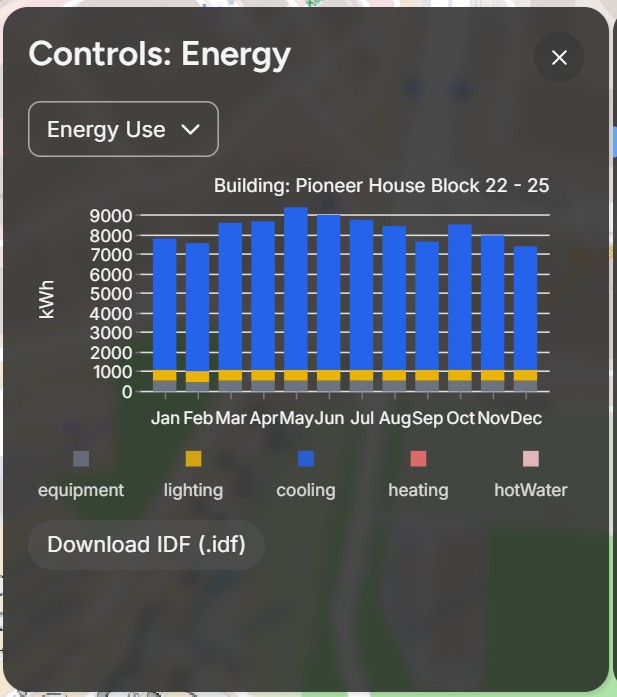 Controls: Energy
Energy Use
Building: Pioneer House Block 22 - 25
kWh
9000
8000
7000
6000
5000
4000
3000
2000
1000
0
Jan Feb Mar Apr May Jun Jul Aug Sep Oct Nov Dec
equipment lighting cooling heating hotWater
Download IDF (.idf)